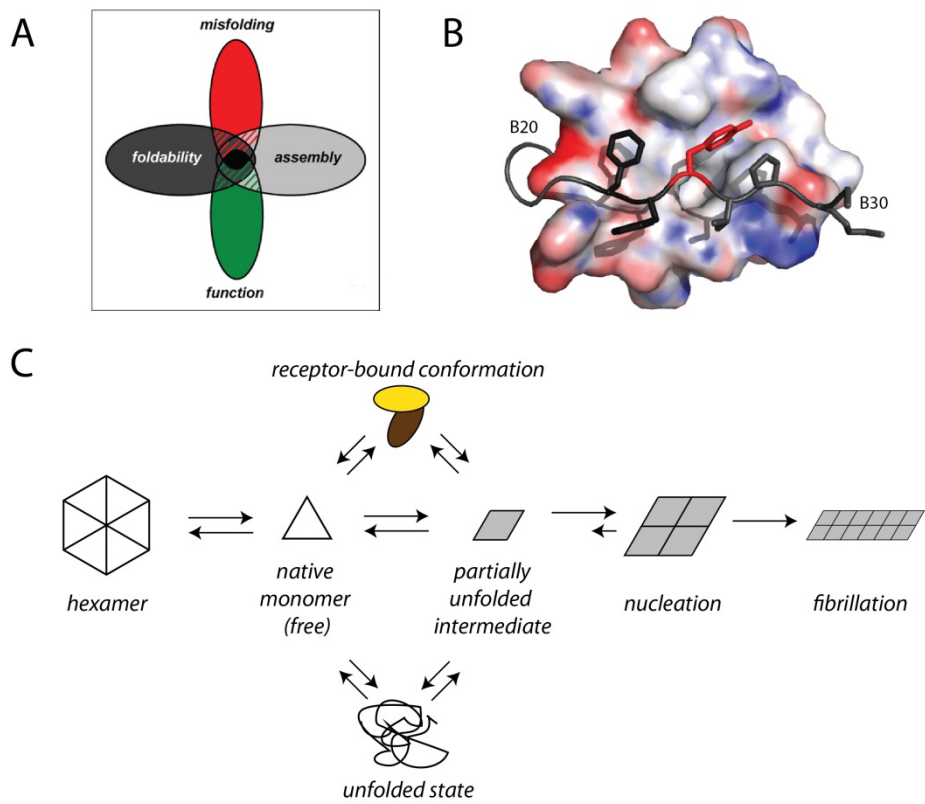 A
misfolding
foldability
assembly
function
B
B20
B30
C
receptor-bound conformation
hexamer
native
monomer
(free)
partially
unfolded
intermediate
nucleation
fibrillation
unfolded state